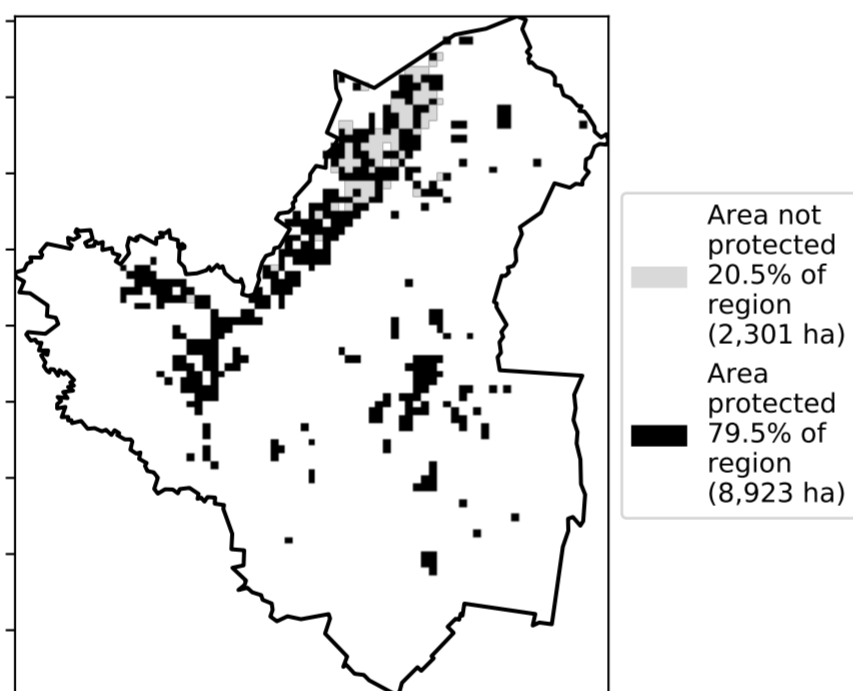 Area not
protected
20.5% of
region
(2,301 ha)
Area
protected
79.5% of
region
(8,923 ha)